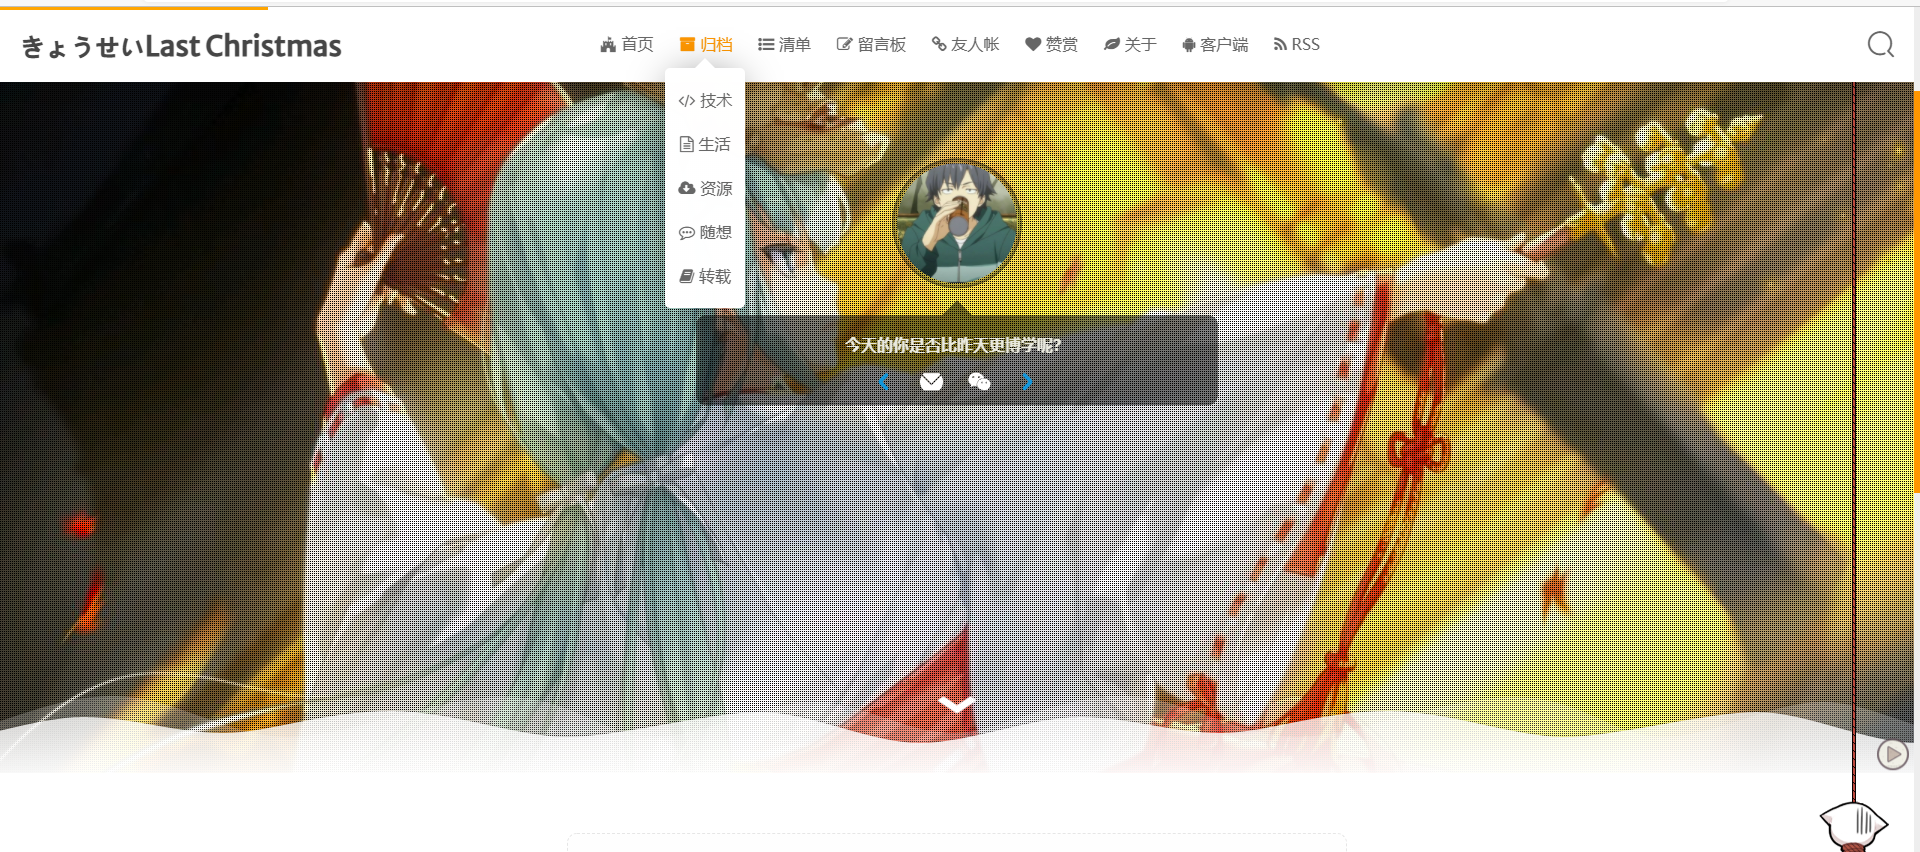 きょうせいLast Christmas
首页 归档 清单 留言板 友人帐 赞赏 关于 客户端 RSS
技术
生活
资源
随想
转载
今天的你是否比昨天更博学呢？